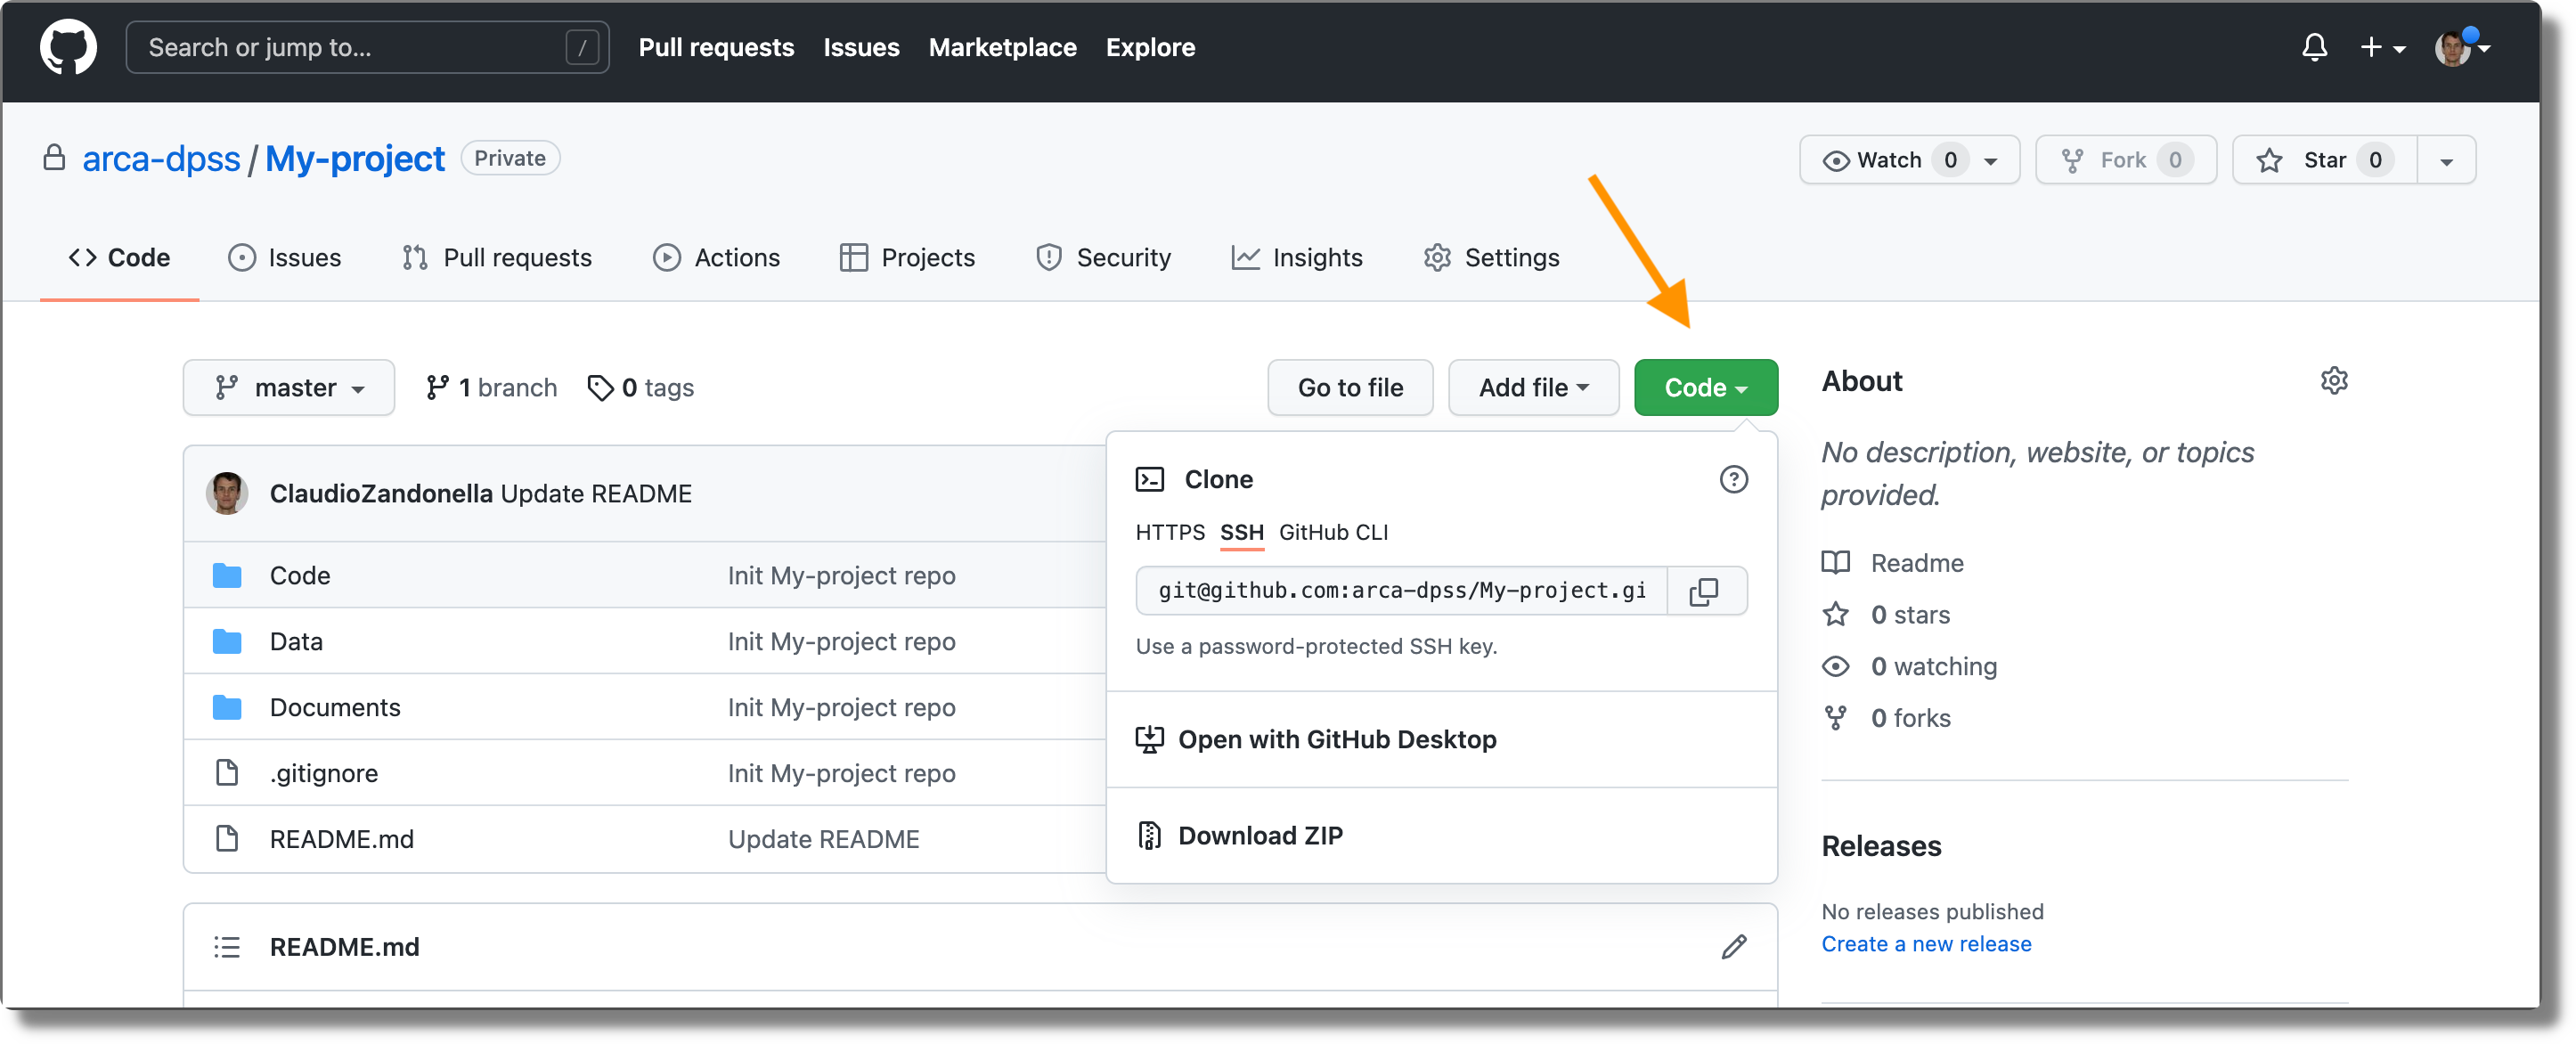 Search or jump to... /
Pull requests Issues Marketplace Explore
arca-dpss / My-project Private
Watch 0 Fork 0 Star 0
Code Issues Pull requests Actions Projects Security Insights Settings
master 1 branch 0 tags
Go to file Add file Code
ClaudioZandonella Update README
Code Init My-project repo
Data Init My-project repo
Documents Init My-project repo
.gitignore Init My-project repo
README.md Update README
Clone
HTTPS SSH GitHub CLI
git@github.com:arca-dpss/My-project.gi
Use a password-protected SSH key.
Open with GitHub Desktop
Download ZIP
README.md
About
No description, website, or topics
provided.
Readme
0 stars
0 watching
0 forks
Releases
No releases published
Create a new release